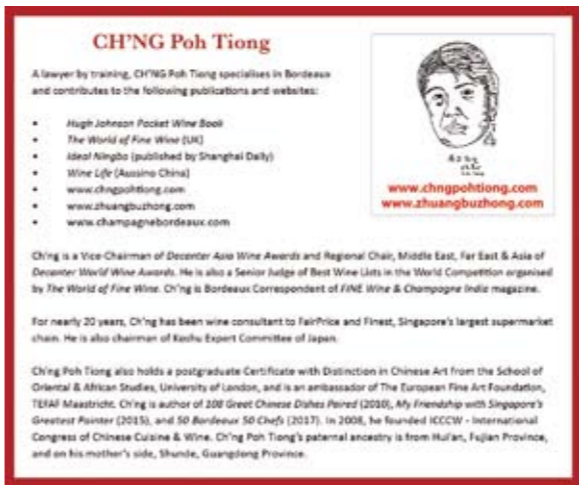 CH'NG Poh Tiong
A lawyer by training, CH'NG Poh Tiong specialises in Bordeaux
and contributes to the following publications and websites:
• Hugh Johnson Pocket Wine Book
• The World of Fine Wine (UK)
• Ideal Ningbo (published by Shanghai Daily)
• Wine Life (Aussino China)
• www.chngpohtiong.com
• www.zhuangbuzhong.com
• www.champagnebordeaux.com
www.chngpohtiong.com
www.zhuangbuzhong.com
Ch'ng is a Vice-Chairman of Decanter Asia Wine Awards and Regional Chair, Middle East, Far East & Asia of
Decanter World Wine Awards. He is also a Senior Judge of Best Wine Lists in the World Competition organised
by The World of Fine Wine. Ch'ng is Bordeaux Correspondent of FINE Wine & Champagne India magazine.
For nearly 20 years, Ch'ng has been wine consultant to FairPrice and Finest, Singapore's largest supermarket
chain. He is also chairman of Koshu Expert Committee of Japan.
Ch'ng Poh Tiong also holds a postgraduate Certificate with Distinction in Chinese Art from the School of
Oriental & African Studies, University of London, and is an ambassador of The European Fine Art Foundation,
TEFAF Maastricht. Ch'ng is author of 108 Great Chinese Dishes Paired (2010), My Friendship with Singapore's
Greatest Painter (2015), and 50 Bordeaux 50 Chefs (2017). In 2008, he founded ICCCW - International
Congress of Chinese Cuisine & Wine. Ch'ng Poh Tiong's paternal ancestry is from Hui'an, Fujian Province,
and on his mother's side, Shunde, Guangdong Province.